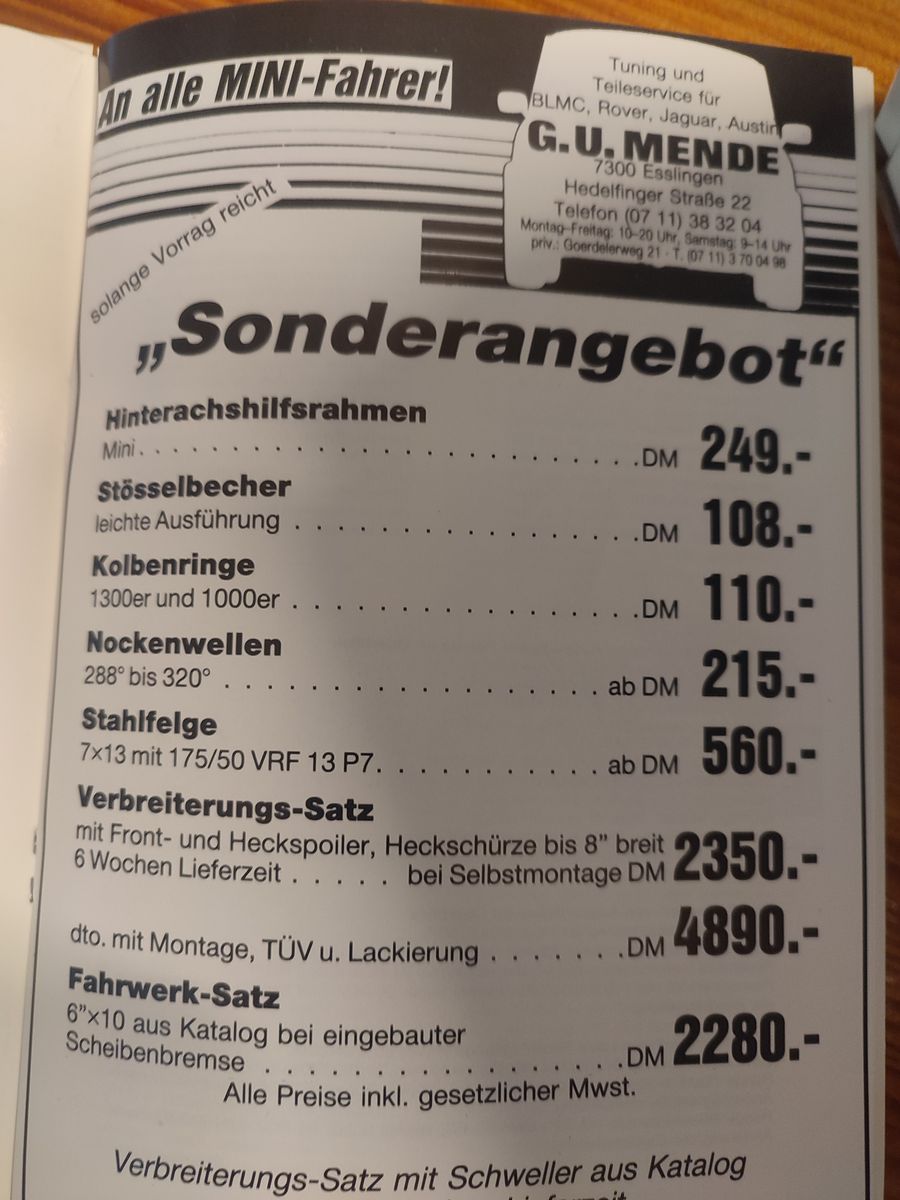 An alle MINI-Fahrer!
Tuning und
Teileservice für
BLMC, Rover, Jaguar, Austin
G.U. MENDE
7300 Esslingen
Hedelfinger Straße 22
Telefon (07 11) 38 32 04
Montag–Freitag: 10–20 Uhr, Samstag: 9–14 Uhr
priv.: Goerdelerweg 21 · T. (07 11) 3 70 04 98
solange Vorrag reicht
„Sonderangebot“
Hinterachshilfsrahmen
Mini . . . . . . . . . . . . . . . . . . . . . . . . . DM 249.-
Stösselbecher
leichte Ausführung . . . . . . . . . . . . . . . . . DM 108.-
Kolbenringe
1300er und 1000er . . . . . . . . . . . . . . . . . DM 110.-
Nockenwellen
288° bis 320° . . . . . . . . . . . . . . . . . . . ab DM 215.-
Stahlfelge
7×13 mit 175/50 VRF 13 P7. . . . . . . . . . . . ab DM 560.-
Verbreiterungs-Satz
mit Front- und Heckspoiler, Heckschürze bis 8” breit
6 Wochen Lieferzeit . . . . . bei Selbstmontage DM 2350.-
dto. mit Montage, TÜV u. Lackierung . . . . . . . DM 4890.-
Fahrwerk-Satz
6”×10 aus Katalog bei eingebauter
Scheibenbremse . . . . . . . . . . . . . . . . . . DM 2280.-
Alle Preise inkl. gesetzlicher Mwst.
Verbreiterungs-Satz mit Schweller aus Katalog